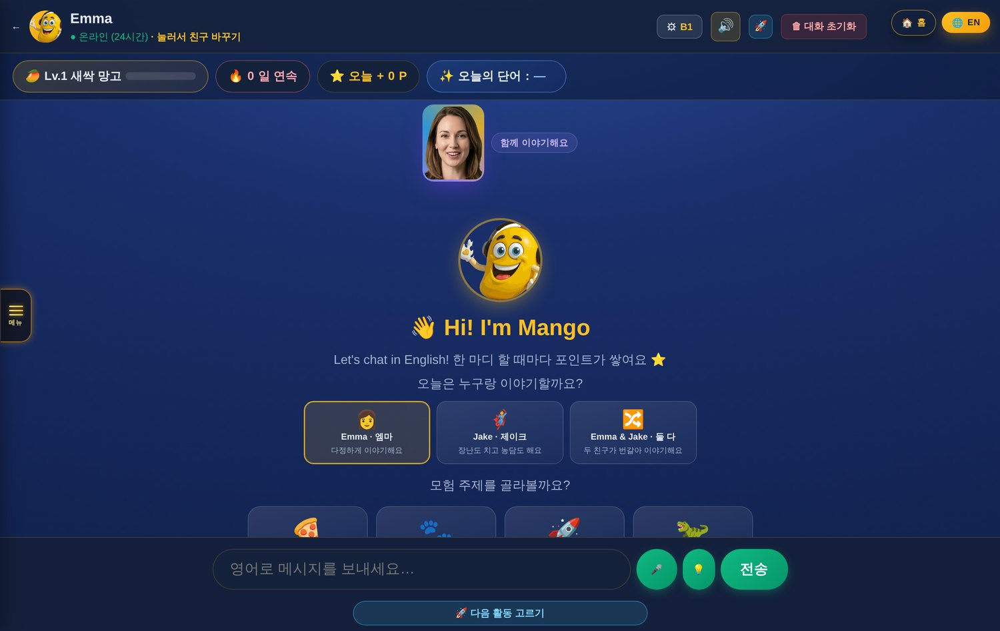 ← Emma
● 온라인 (24시간) · 눌러서 친구 바꾸기
B1
대화 초기화
홈
EN
Lv.1 새싹 망고
0 일 연속
오늘 + 0 P
오늘의 단어 : —
함께 이야기해요
메뉴
Hi! I'm Mango
Let's chat in English! 한 마디 할 때마다 포인트가 쌓여요
오늘은 누구랑 이야기할까요?
Emma · 엠마
다정하게 이야기해요
Jake · 제이크
장난도 치고 농담도 해요
Emma & Jake · 둘 다
두 친구가 번갈아 이야기해요
모험 주제를 골라볼까요?
영어로 메시지를 보내세요…
전송
다음 활동 고르기